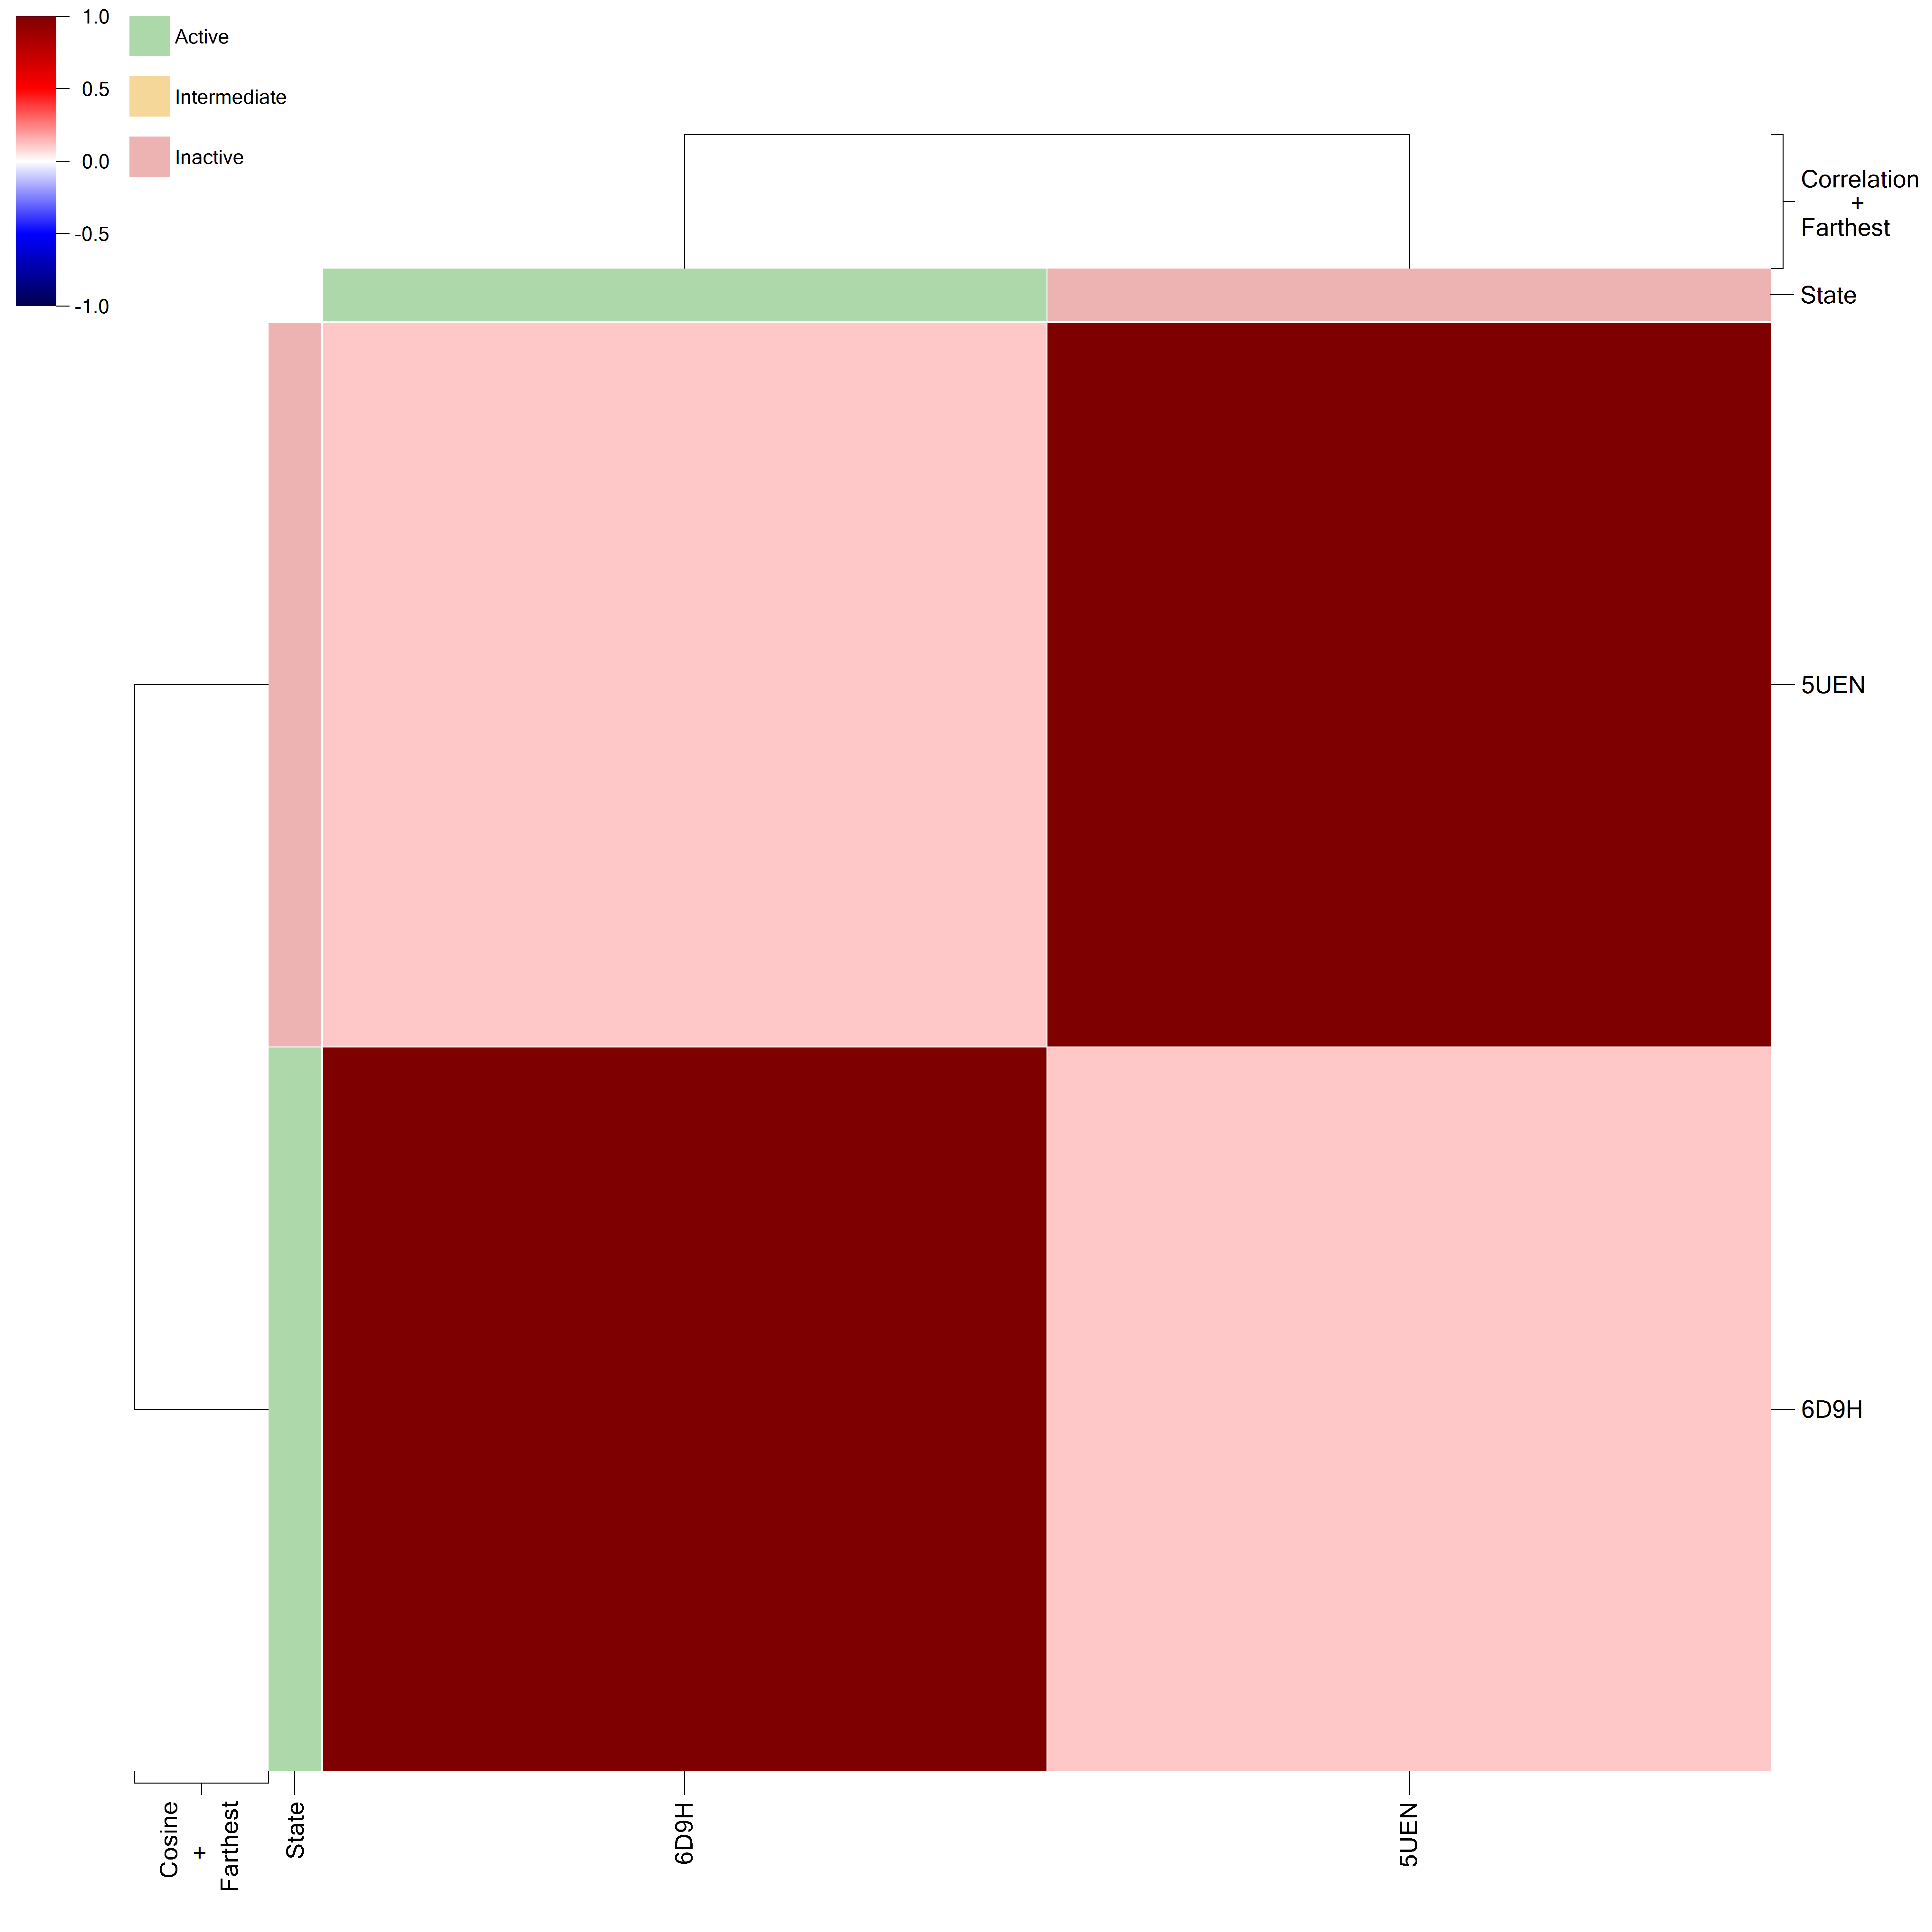 1.0
0.5
0.0
-0.5
-1.0
Active
Intermediate
Inactive
Correlation
+
Farthest
State
5UEN
6D9H
Cosine
+
Farthest
State
6D9H
5UEN